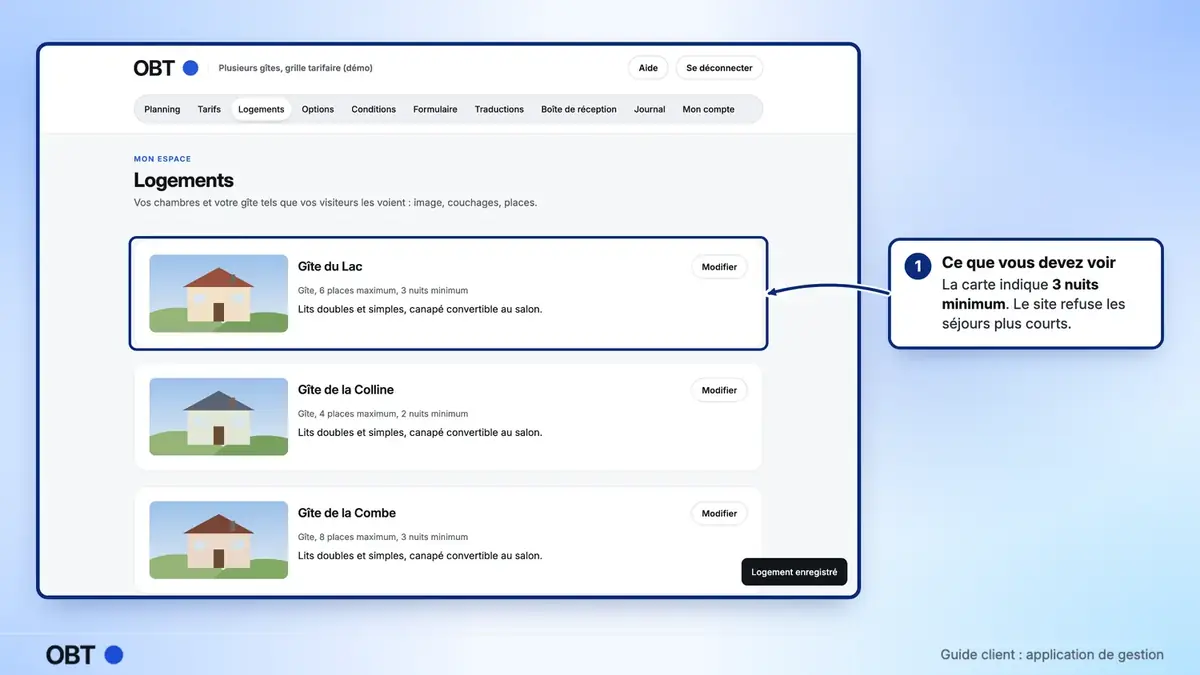 OBT
Plusieurs gîtes, grille tarifaire (démo)
Aide
Se déconnecter
Planning
Tarifs
Logements
Options
Conditions
Formulaire
Traductions
Boîte de réception
Journal
Mon compte
MON ESPACE
Logements
Vos chambres et votre gîte tels que vos visiteurs les voient : image, couchages, places.
Gîte du Lac
Modifier
Gîte, 6 places maximum, 3 nuits minimum
Lits doubles et simples, canapé convertible au salon.
Gîte de la Colline
Modifier
Gîte, 4 places maximum, 2 nuits minimum
Lits doubles et simples, canapé convertible au salon.
Gîte de la Combe
Modifier
Gîte, 8 places maximum, 3 nuits minimum
Lits doubles et simples, canapé convertible au salon.
Logement enregistré
1
Ce que vous devez voir
La carte indique 3 nuits
minimum. Le site refuse les
séjours plus courts.
OBT
Guide client : application de gestion